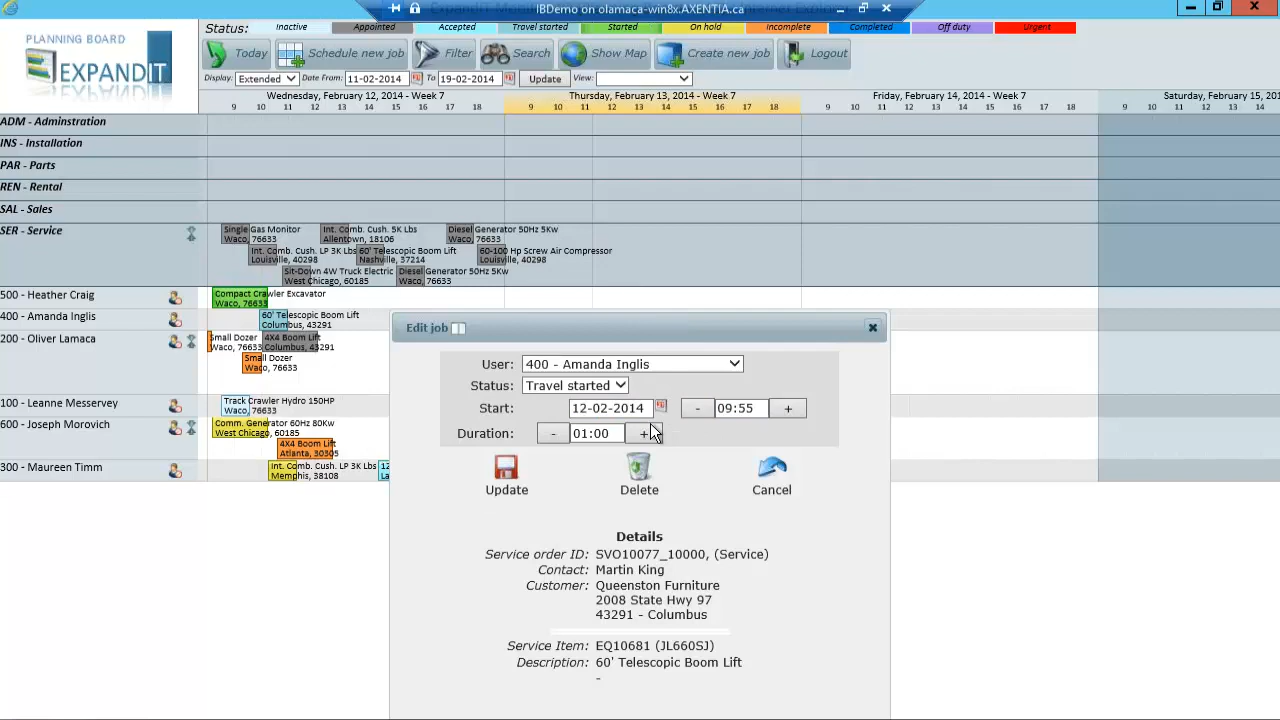 IBDemo on olamaca-win8x.AXENTIA.ca
PLANNING BOARD
EXPANDIT
Status: Inactive Appointed Accepted Travel started Started On hold Incomplete Completed Off duty Urgent
Today Schedule new job Filter Search Show Map Create new job Logout
Display: Extended Date From: 11-02-2014 To 19-02-2014 Update View:
Wednesday, February 12, 2014 - Week 7 Thursday, February 13, 2014 - Week 7 Friday, February 14, 2014 - Week 7 Saturday, February 15, 20
9 10 11 12 13 14 15 16 17 18 9 10 11 12 13 14 15 16 17 18 9 10 11 12 13 14 15 16 17 18 9 10 11 12 13 14
ADM - Adminstration
INS - Installation
PAR - Parts
REN - Rental
SAL - Sales
SER - Service
Single Gas Monitor Int. Comb. Cush. 5K Lbs Diesel Generator 50Hz 5Kw
Waco, 76633 Allentown, 18106 Waco, 76633
Int. Comb. Cush. LP 3K Lbs 60' Telescopic Boom Lift 60-100 Hp Screw Air Compressor
Louisville, 40298 Nashville, 37214 Louisville, 40298
Sit-Down 4W Truck Electric Diesel Generator 50Hz 5Kw
West Chicago, 60185 Waco, 76633
500 - Heather Craig Compact Crawler Excavator
Waco, 76633
400 - Amanda Inglis 60' Telescopic Boom Lift
Columbus, 43291
200 - Oliver Lamaca Small Dozer 4X4 Boom Lift
Waco, 76633 Columbus, 43291
Small Dozer
Waco, 76633
100 - Leanne Messervey Track Crawler Hydro 150HP
Waco, 76633
600 - Joseph Morovich Comm. Generator 60Hz 80Kw
West Chicago, 60185
4X4 Boom Lift
Atlanta, 30305
300 - Maureen Timm Int. Comb. Cush. LP 3K Lbs 12
Memphis, 38108 La
Edit job
User: 400 - Amanda Inglis
Status: Travel started
Start: 12-02-2014 - 09:55 +
Duration: - 01:00 +
Update Delete Cancel
Details
Service order ID: SVO10077_10000, (Service)
Contact: Martin King
Customer: Queenston Furniture
2008 State Hwy 97
43291 - Columbus
Service Item: EQ10681 (JL660SJ)
Description: 60' Telescopic Boom Lift
-